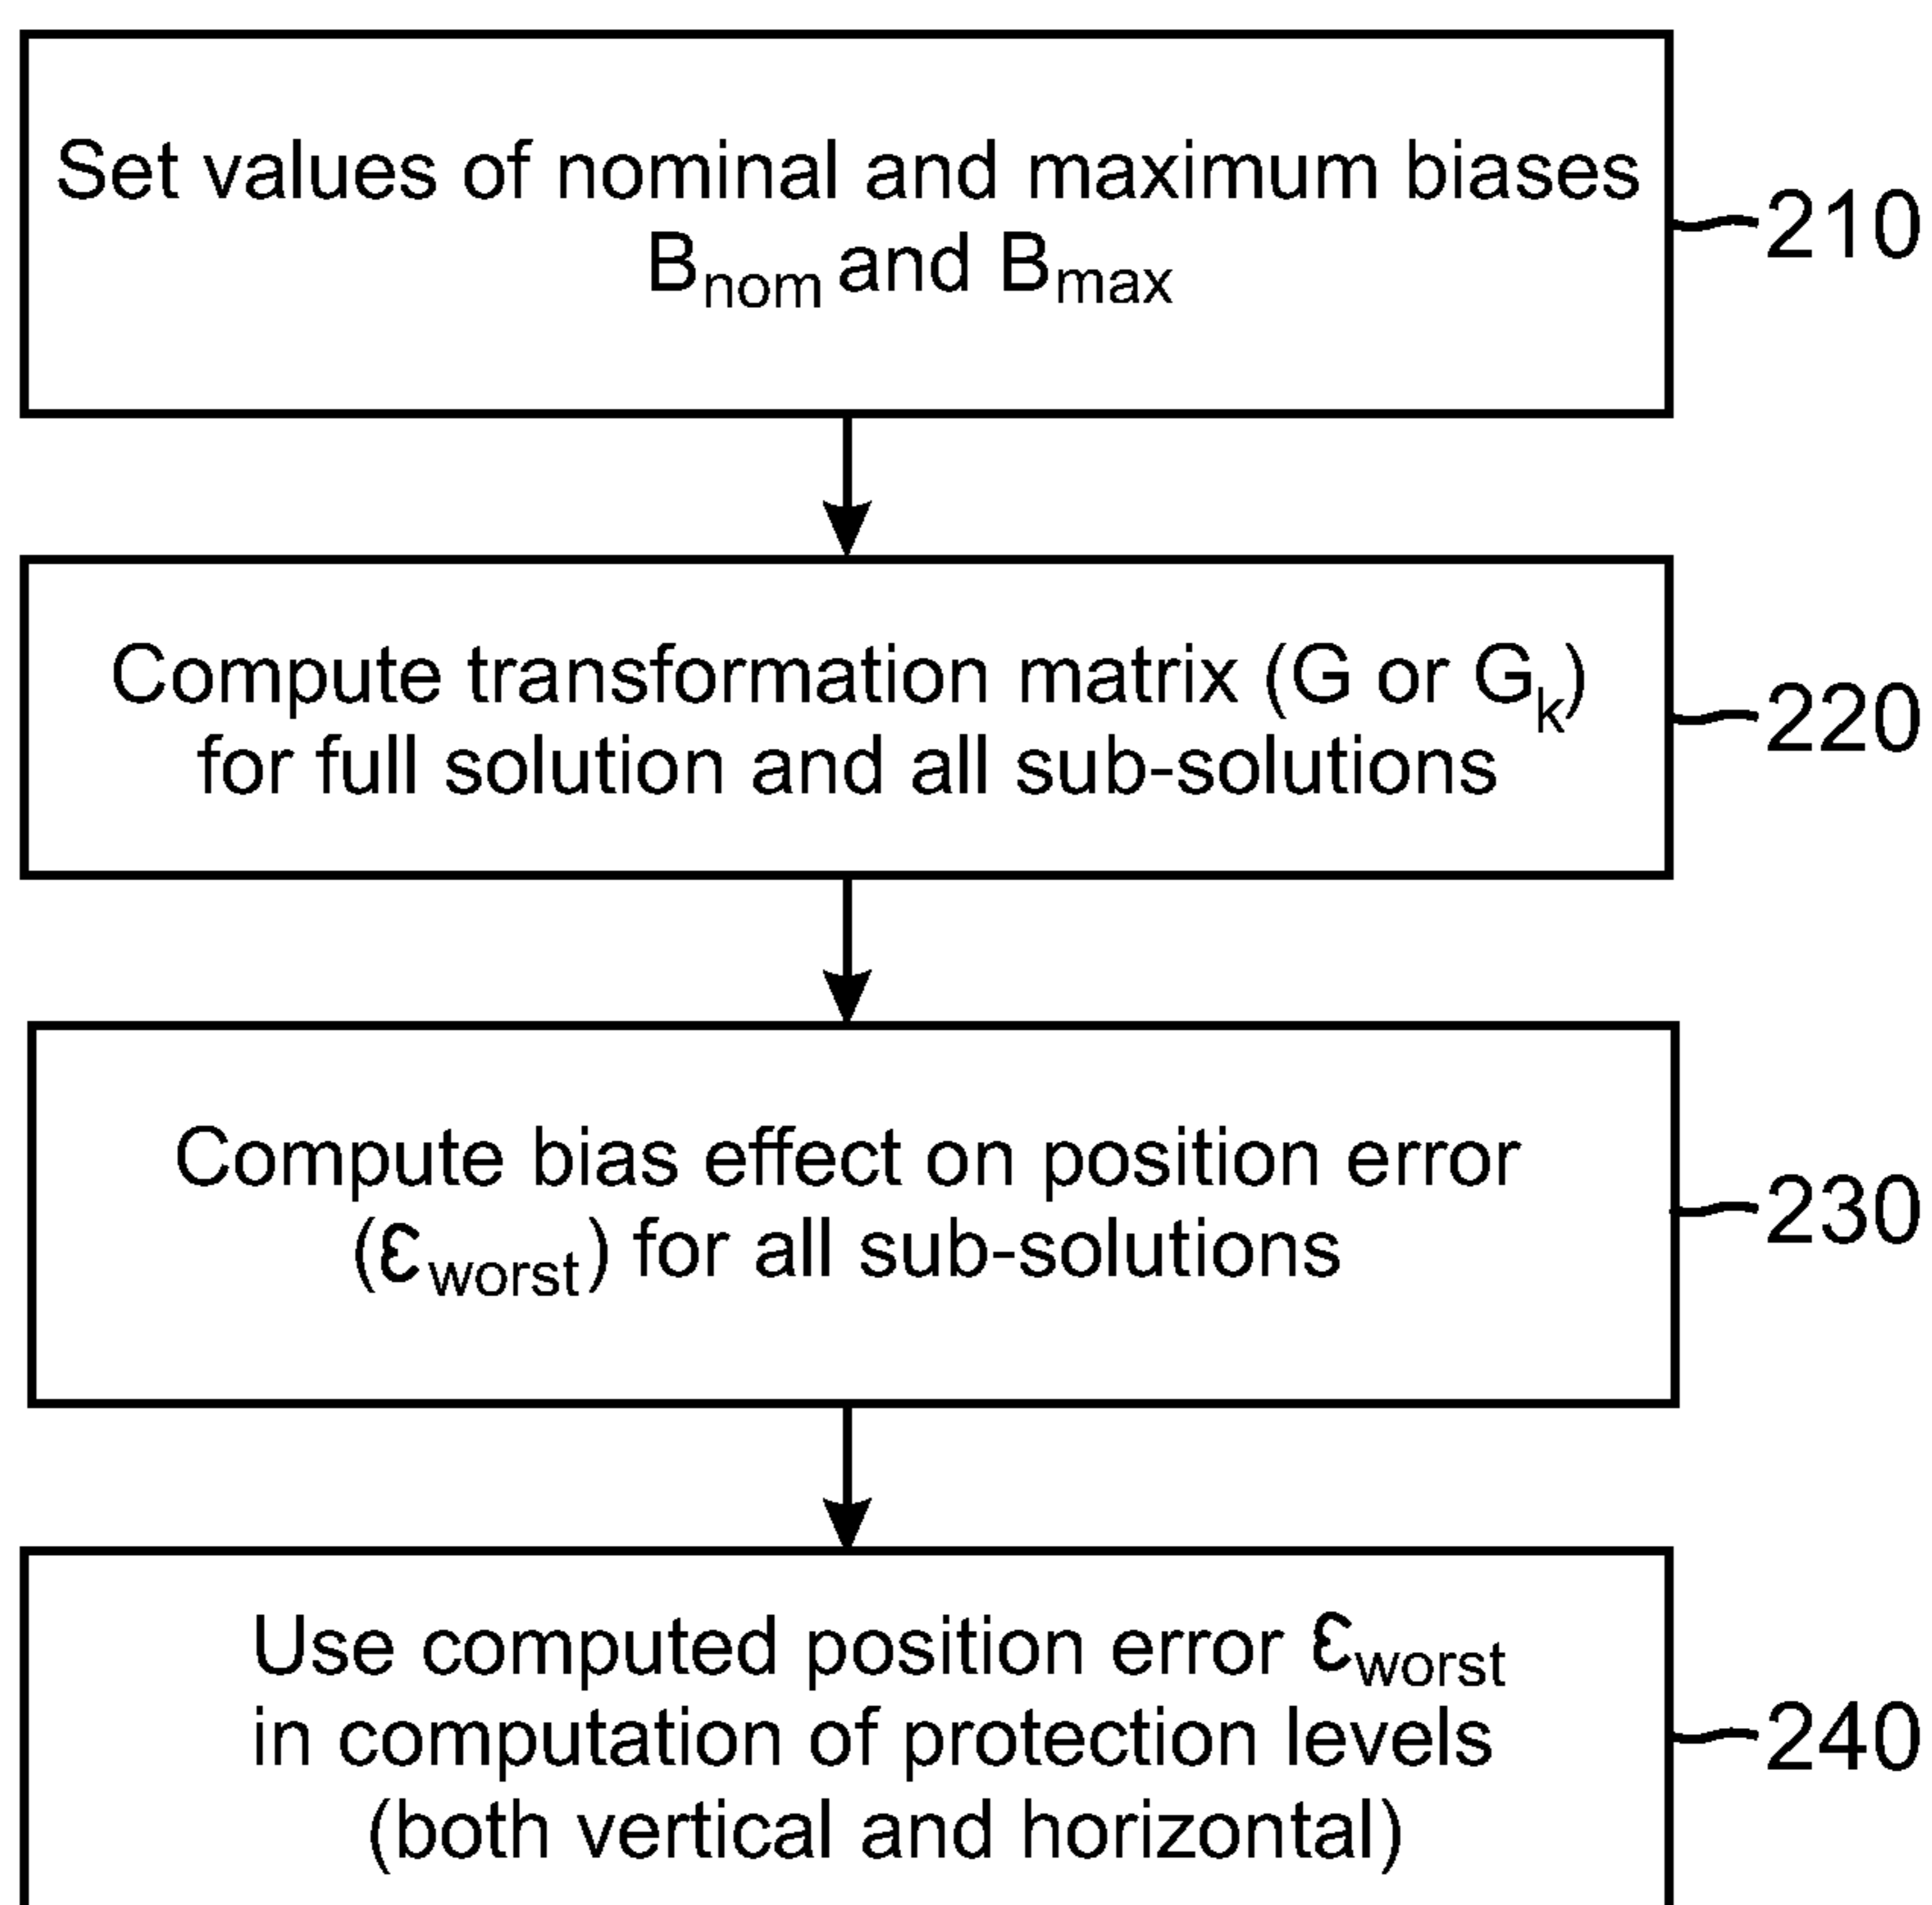 Set values of nominal and maximum biases
Bnom and Bmax
210
Compute transformation matrix (G or Gk)
for full solution and all sub-solutions
220
Compute bias effect on position error
(εworst) for all sub-solutions
230
Use computed position error εworst
in computation of protection levels
(both vertical and horizontal)
240